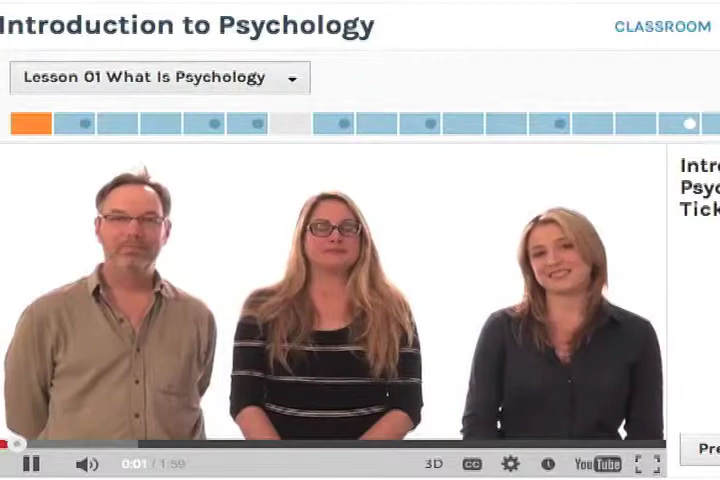 Introduction to Psychology
CLASSROOM
Lesson 01 What Is Psychology
Intro
Psyc
Tick
0:01 / 1:59
3D
CC
YouTube
Pre